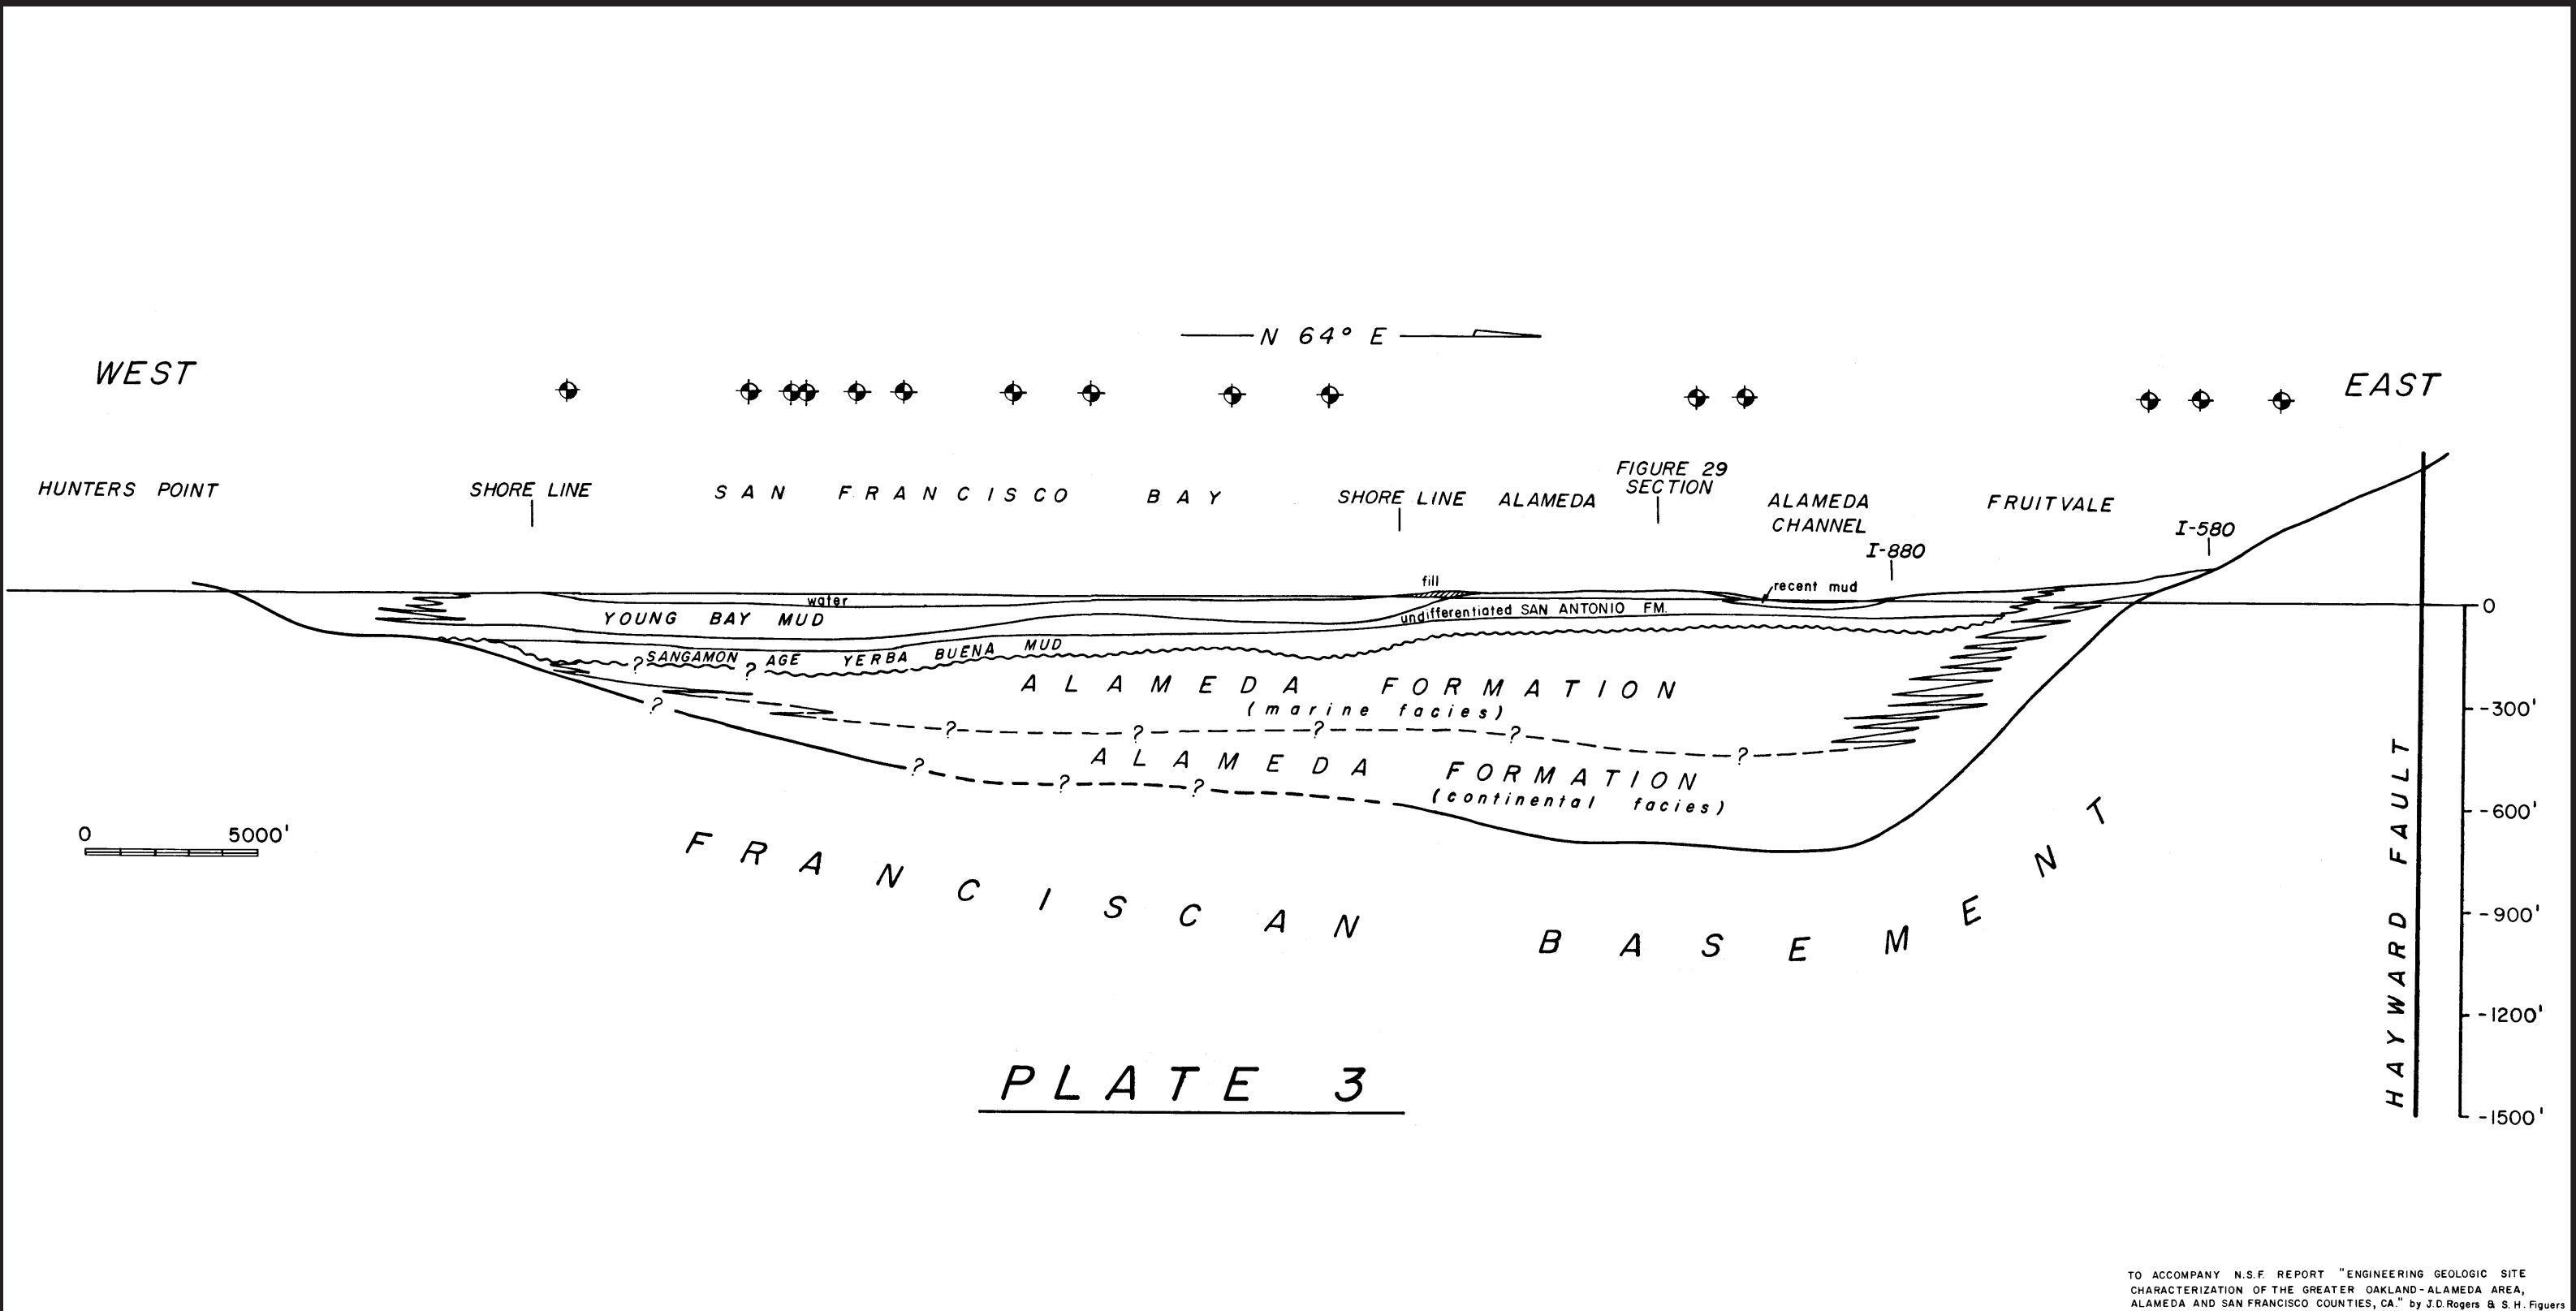 N 64° E
WEST
EAST
HUNTERS POINT
SHORE LINE
SAN FRANCISCO BAY
SHORE LINE
ALAMEDA
FIGURE 29
SECTION
ALAMEDA
CHANNEL
I-880
FRUITVALE
I-580
fill
recent mud
water
YOUNG BAY MUD
undifferentiated SAN ANTONIO FM.
0
? SANGAMON ? AGE YERBA BUENA MUD
ALAMEDA FORMATION
(marine facies)
-300'
? ? ? ? ? ?
ALAMEDA FORMATION
(continental facies)
? ? ?
-600'
0 5000'
FRANCISCAN BASEMENT
HAYWARD FAULT
-900'
-1200'
-1500'
PLATE 3
TO ACCOMPANY N.S.F. REPORT "ENGINEERING GEOLOGIC SITE
CHARACTERIZATION OF THE GREATER OAKLAND-ALAMEDA AREA,
ALAMEDA AND SAN FRANCISCO COUNTIES, CA." by J.D.Rogers & S.H.Figuers